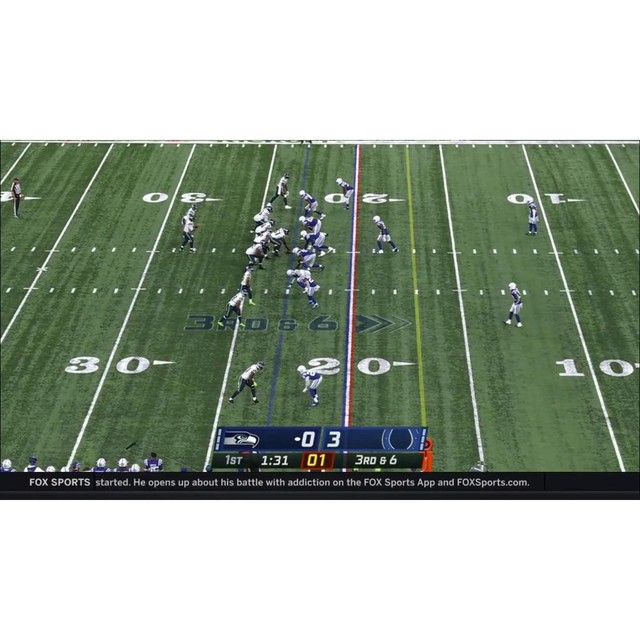 30 20 10
3RD & 6
30 20 10
0 3
1ST 1:31 01 3RD & 6
FOX SPORTS started. He opens up about his battle with addiction on the FOX Sports App and FOXSports.com.